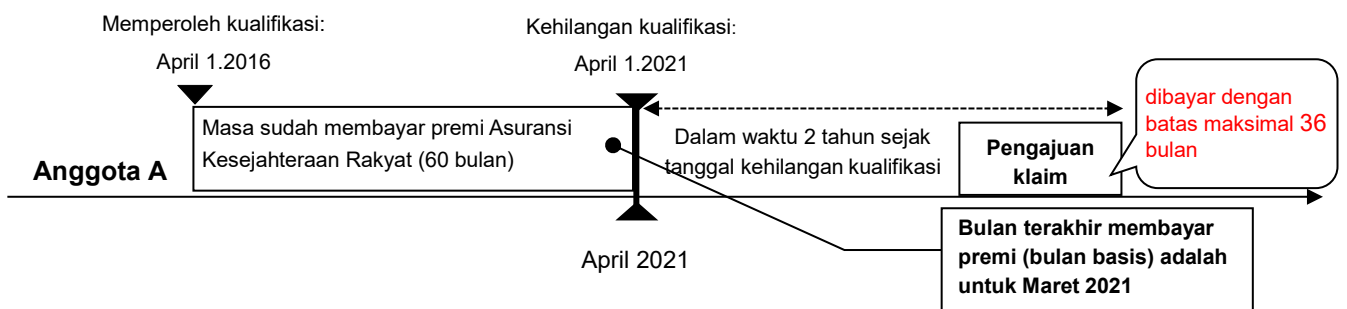 Memperoleh kualifikasi:
April 1.2016
Kehilangan kualifikasi:
April 1.2021
dibayar dengan
batas maksimal 36
bulan
Masa sudah membayar premi Asuransi
Kesejahteraan Rakyat (60 bulan)
Dalam waktu 2 tahun sejak
tanggal kehilangan kualifikasi
Pengajuan
klaim
Anggota A
April 2021
Bulan terakhir membayar
premi (bulan basis) adalah
untuk Maret 2021